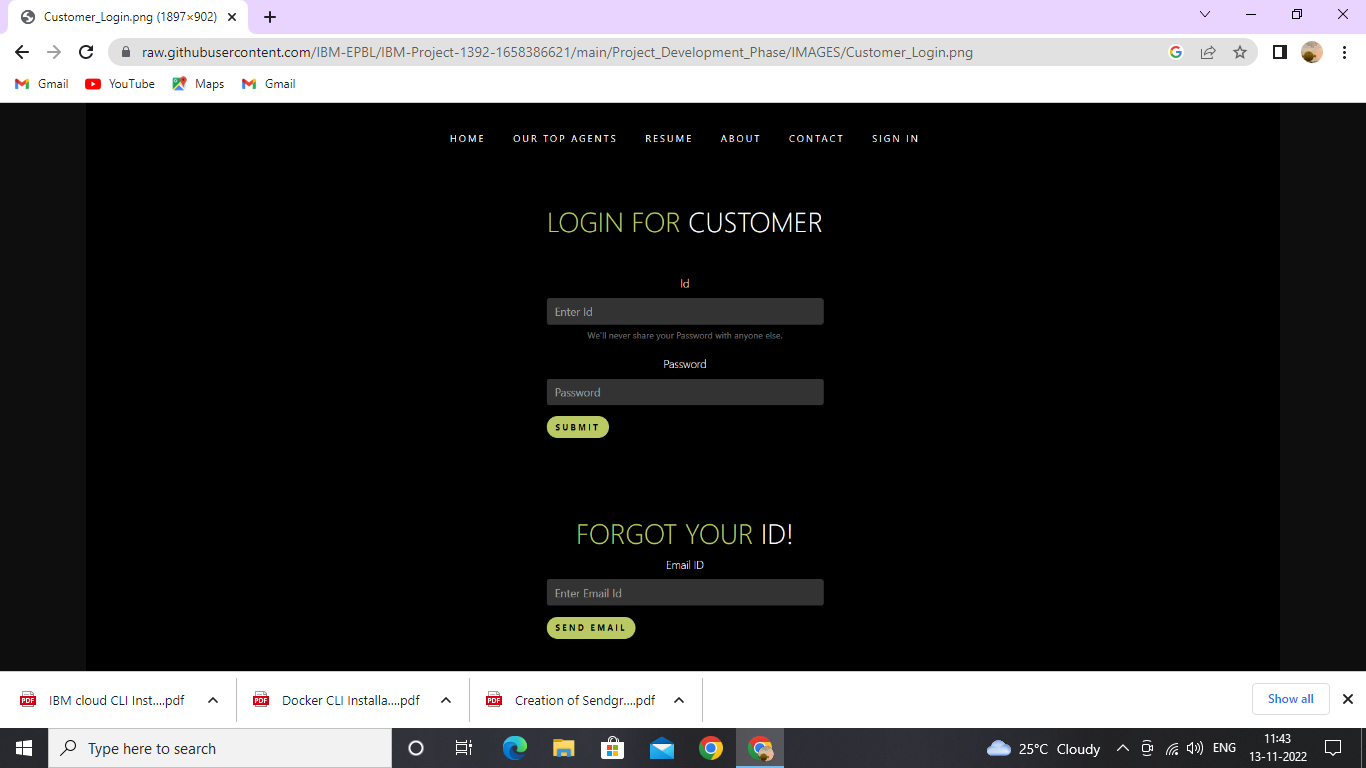 Customer_Login.png (1897×902)
raw.githubusercontent.com/IBM-EPBL/IBM-Project-1392-1658386621/main/Project_Development_Phase/IMAGES/Customer_Login.png
Gmail YouTube Maps Gmail
HOME OUR TOP AGENTS RESUME ABOUT CONTACT SIGN IN
LOGIN FOR CUSTOMER
Id
Enter Id
We'll never share your Password with anyone else.
Password
Password
SUBMIT
FORGOT YOUR ID!
Email ID
Enter Email Id
SEND EMAIL
IBM cloud CLI Inst....pdf Docker CLI Installa....pdf Creation of Sendgr....pdf Show all
Type here to search 25°C Cloudy ENG 11:43
13-11-2022